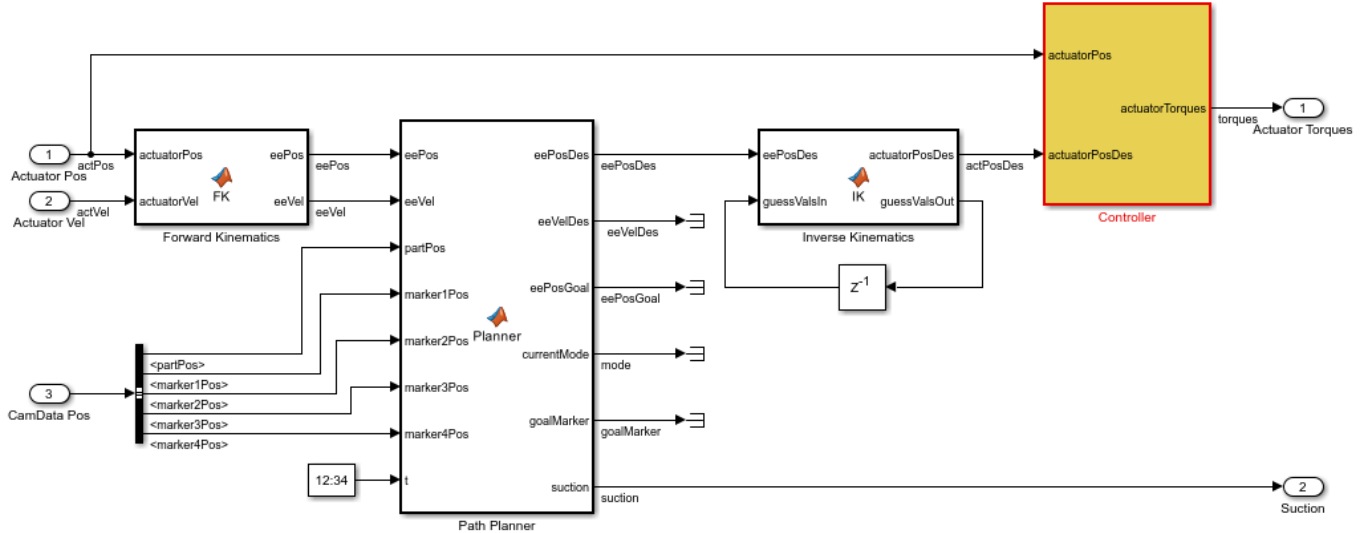 actuatorPos
actuatorTorques
1
torques
Actuator Torques
actuatorPosDes
Controller
1
actPos
Actuator Pos
2
actVel
Actuator Vel
actuatorPos
eePos
FK
actuatorVel
eeVel
Forward Kinematics
eePos
eeVel
eePos
eeVel
partPos
marker1Pos
marker2Pos
marker3Pos
marker4Pos
t
Planner
eePosDes
eeVelDes
eePosGoal
currentMode
goalMarker
suction
Path Planner
eePosDes
eeVelDes
eePosGoal
mode
goalMarker
suction
eePosDes
actuatorPosDes
IK
guessValsIn
guessValsOut
Inverse Kinematics
actPosDes
z-1
3
CamData Pos
<partPos>
<marker1Pos>
<marker2Pos>
<marker3Pos>
<marker4Pos>
12:34
2
Suction